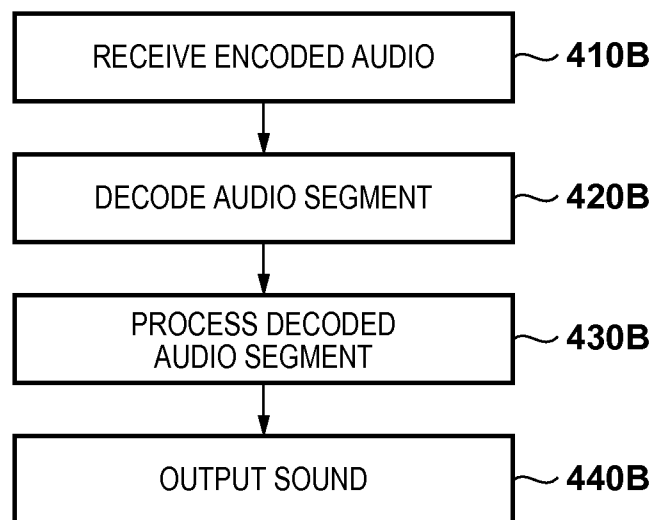 RECEIVE ENCODED AUDIO
410B
DECODE AUDIO SEGMENT
420B
PROCESS DECODED
AUDIO SEGMENT
430B
OUTPUT SOUND
440B